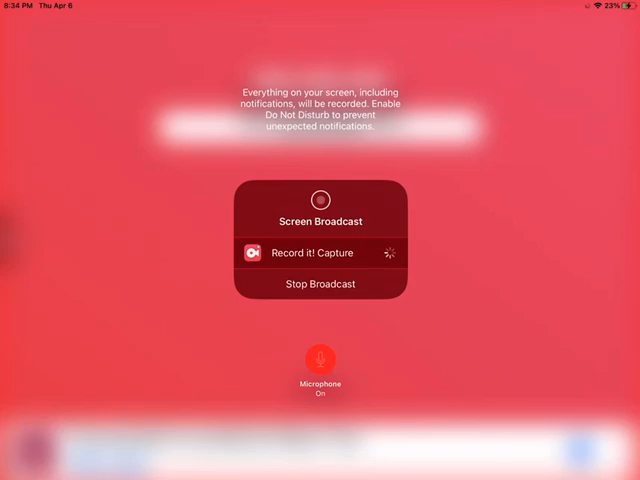 8:34 PM Thu Apr 6
23%
Everything on your screen, including
notifications, will be recorded. Enable
Do Not Disturb to prevent
unexpected notifications.
Screen Broadcast
Record it! Capture
Stop Broadcast
Microphone
On